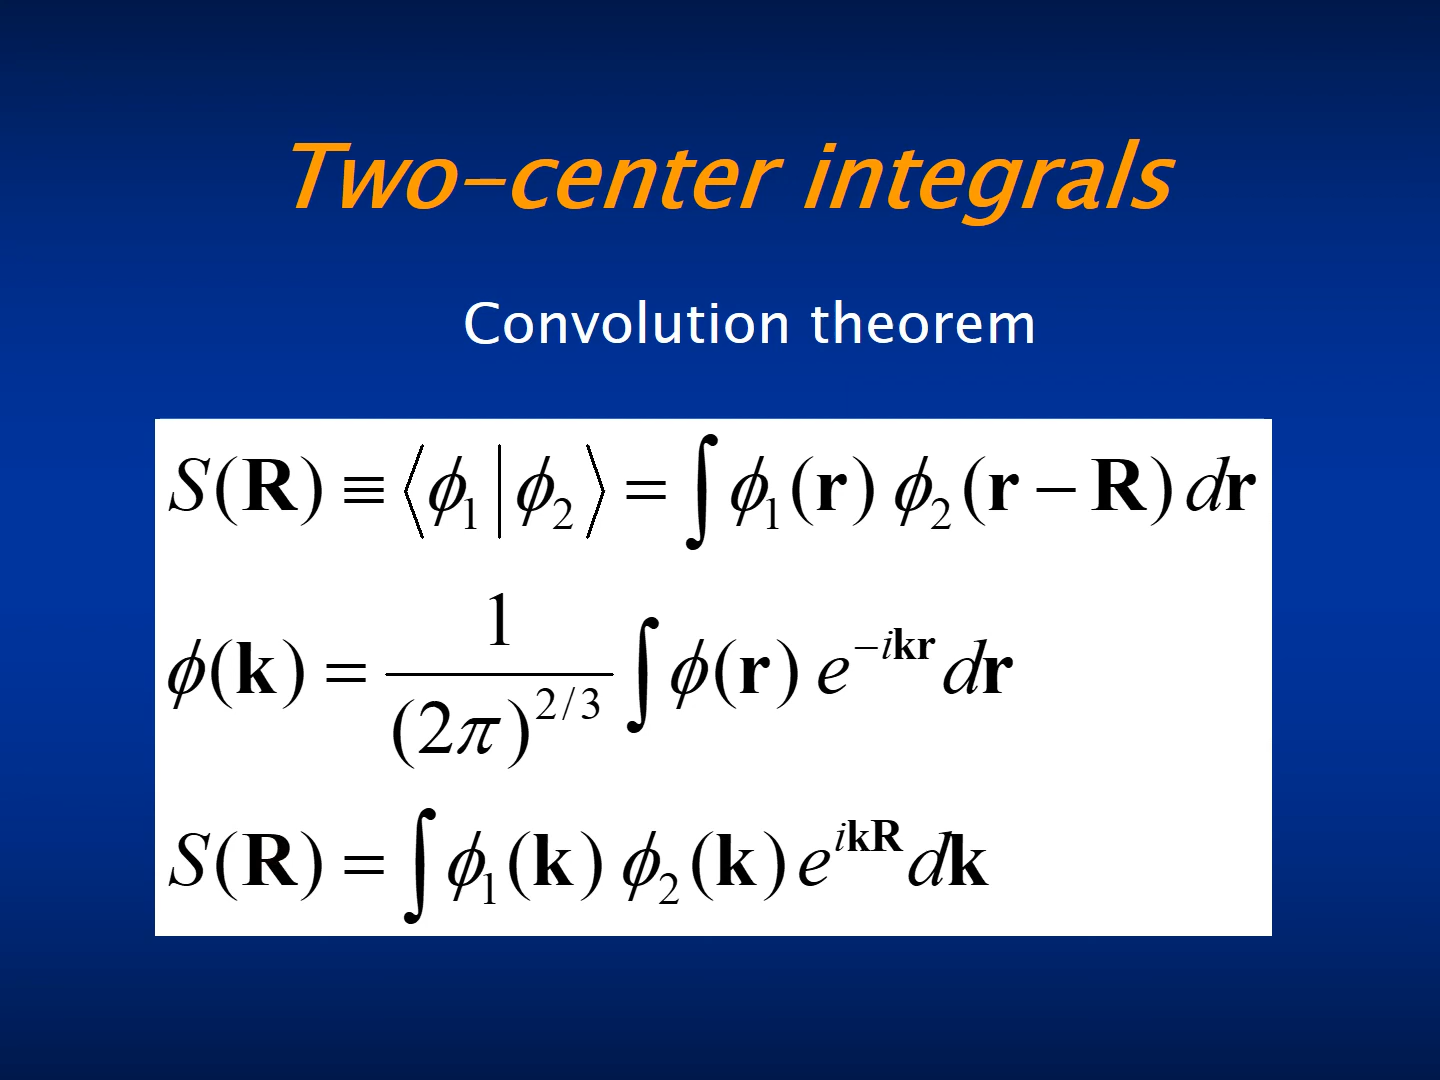 Two-center integrals
Convolution theorem
S(𝐑) ≡ ⟨ϕ₁|ϕ₂⟩ = ∫ ϕ₁(𝐫) ϕ₂(𝐫 − 𝐑) d𝐫
ϕ(𝐤) = 1/(2π)^{2/3} ∫ ϕ(𝐫) e^{−i𝐤𝐫} d𝐫
S(𝐑) = ∫ ϕ₁(𝐤) ϕ₂(𝐤) e^{i𝐤𝐑} d𝐤